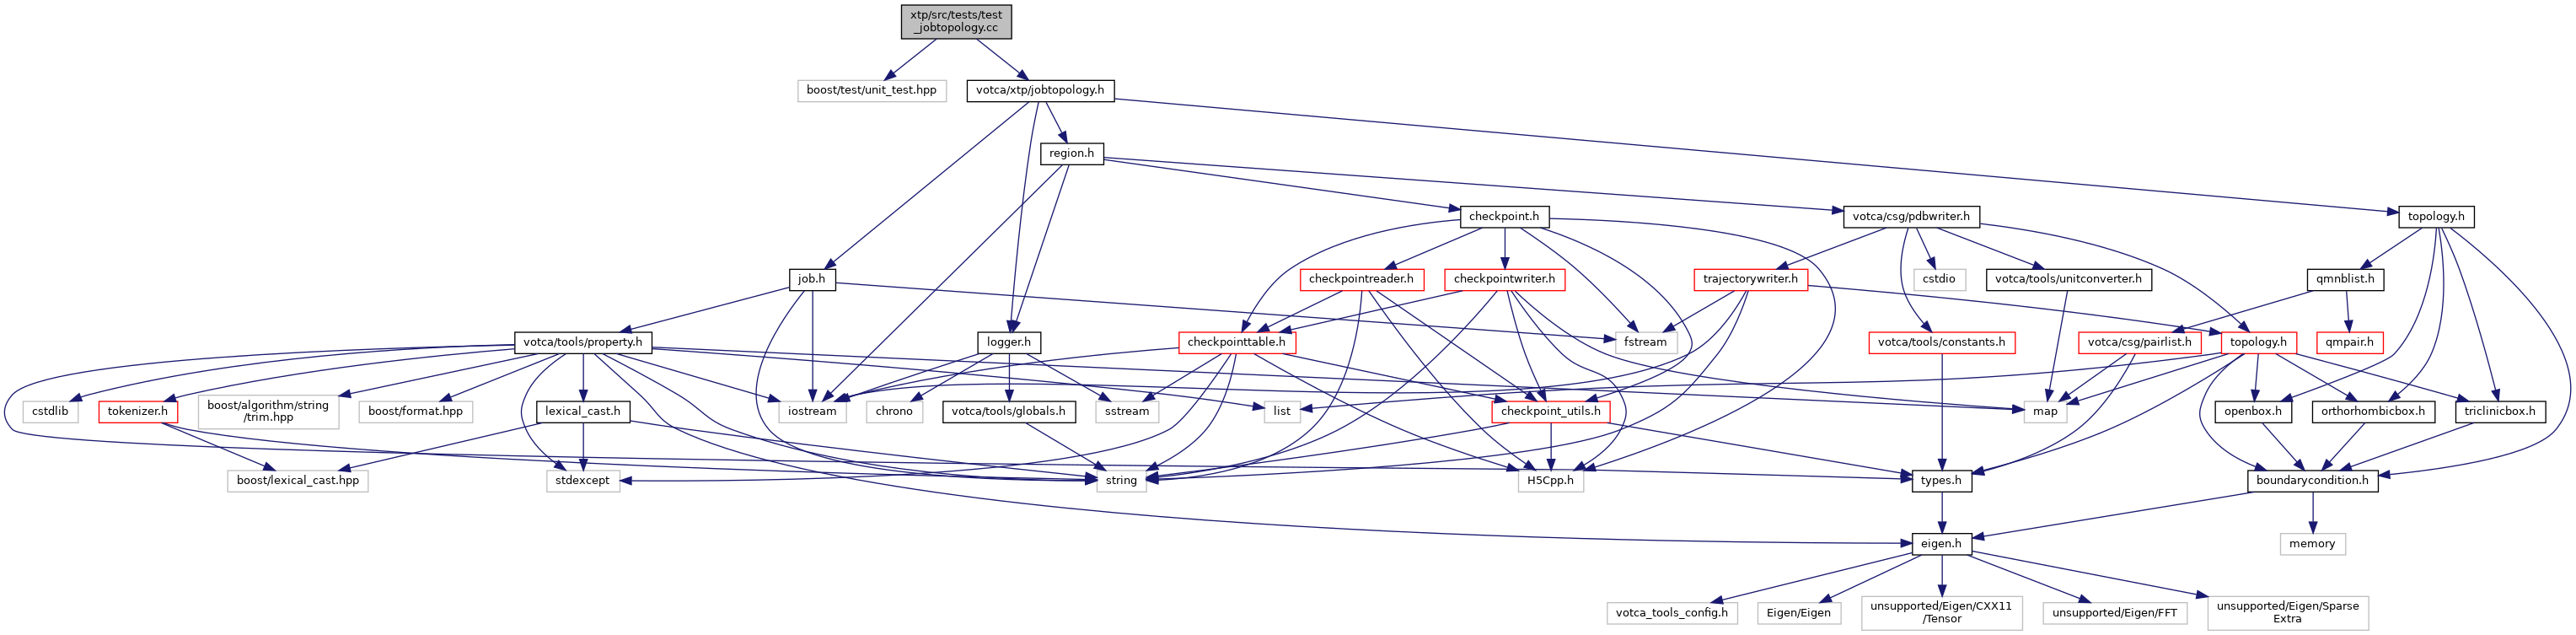 xtp/src/tests/test
_jobtopology.cc
boost/test/unit_test.hpp
votca/xtp/jobtopology.h
region.h
checkpoint.h
votca/csg/pdbwriter.h
topology.h
job.h
checkpointreader.h
checkpointwriter.h
trajectorywriter.h
cstdio
votca/tools/unitconverter.h
qmnblist.h
votca/tools/property.h
logger.h
checkpointtable.h
fstream
votca/tools/constants.h
votca/csg/pairlist.h
topology.h
qmpair.h
cstdlib
tokenizer.h
boost/algorithm/string
/trim.hpp
boost/format.hpp
lexical_cast.h
iostream
chrono
votca/tools/globals.h
sstream
list
checkpoint_utils.h
map
openbox.h
orthorhombicbox.h
triclinicbox.h
boost/lexical_cast.hpp
stdexcept
string
H5Cpp.h
types.h
boundarycondition.h
eigen.h
memory
votca_tools_config.h
Eigen/Eigen
unsupported/Eigen/CXX11
/Tensor
unsupported/Eigen/FFT
unsupported/Eigen/Sparse
Extra